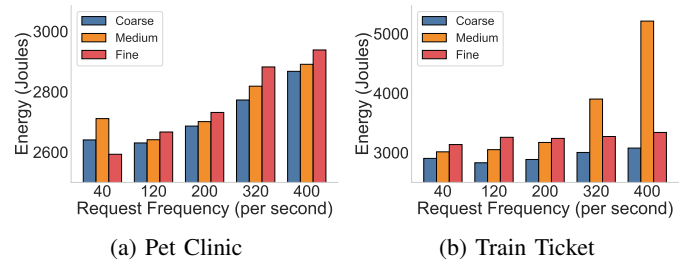 Energy (Joules)
3000
2800
2600
Coarse
Medium
Fine
40 120 200 320 400
Request Frequency (per second)
(a) Pet Clinic
Energy (Joules)
5000
4000
3000
Coarse
Medium
Fine
40 120 200 320 400
Request Frequency (per second)
(b) Train Ticket